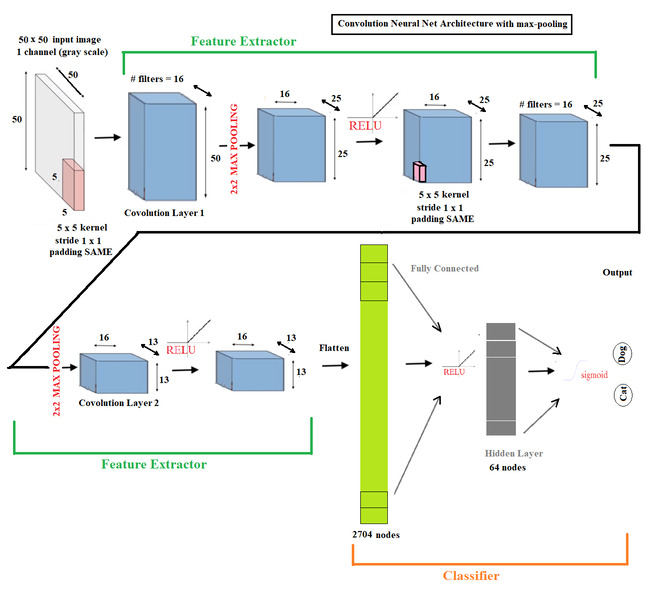 Convolution Neural Net Architecture with max-pooling
50 x 50 input image
1 channel (gray scale)
Feature Extractor
50
50
5
5
5 x 5 kernel
stride 1 x 1
padding SAME
# filters = 16
50
Covolution Layer 1
2x2 MAX POOLING
16
25
25
RELU
16
25
25
5 x 5 kernel
stride 1 x 1
padding SAME
# filters = 16
25
25
2x2 MAX POOLING
16
13
13
Covolution Layer 2
RELU
16
13
13
Feature Extractor
Flatten
2704 nodes
Fully Connected
RELU
Hidden Layer
64 nodes
sigmoid
Output
Dog
Cat
Classifier